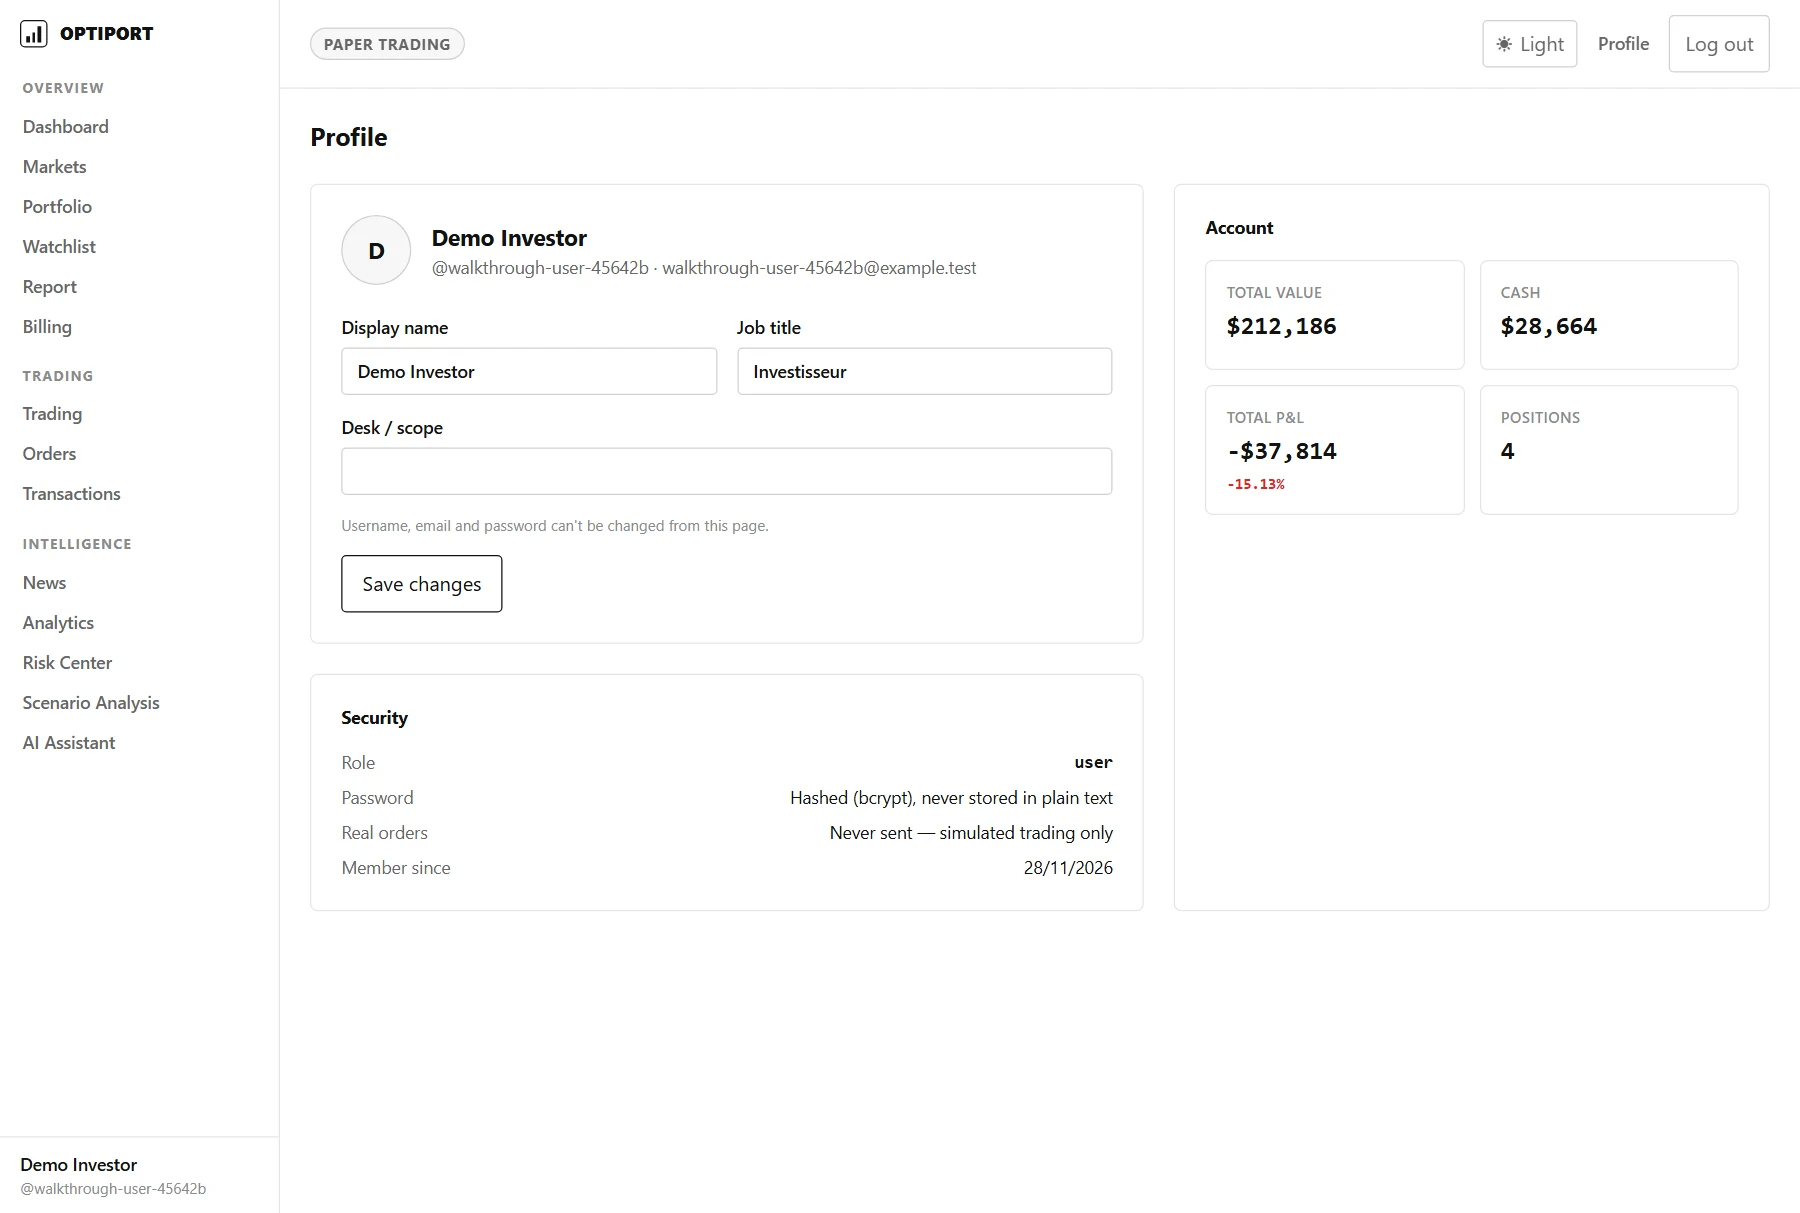 OPTIPORT
OVERVIEW
Dashboard
Markets
Portfolio
Watchlist
Report
Billing
TRADING
Trading
Orders
Transactions
INTELLIGENCE
News
Analytics
Risk Center
Scenario Analysis
AI Assistant
Demo Investor
@walkthrough-user-45642b
PAPER TRADING
Light
Profile
Log out
Profile
D
Demo Investor
@walkthrough-user-45642b · walkthrough-user-45642b@example.test
Display name
Job title
Demo Investor
Investisseur
Desk / scope
Username, email and password can't be changed from this page.
Save changes
Security
Role
user
Password
Hashed (bcrypt), never stored in plain text
Real orders
Never sent — simulated trading only
Member since
28/11/2026
Account
TOTAL VALUE
$212,186
CASH
$28,664
TOTAL P&L
-$37,814
-15.13%
POSITIONS
4